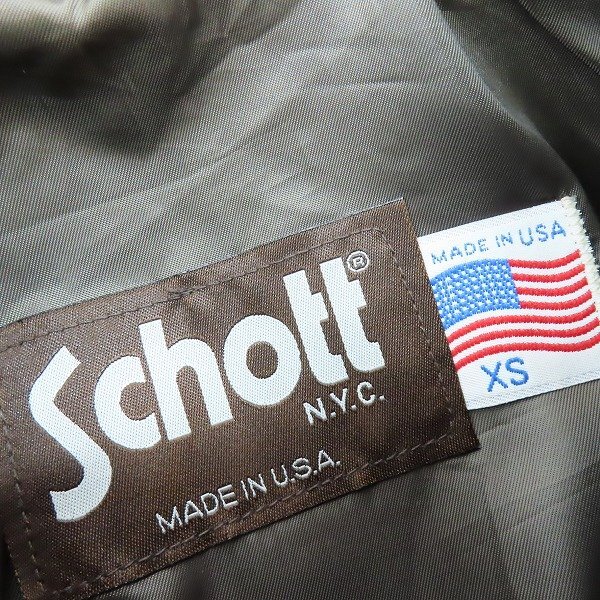 Schott®
N.Y.C.
MADE IN U.S.A.
MADE IN USA
XS